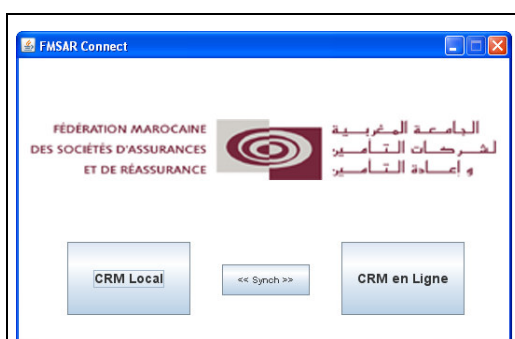 FMSAR Connect
FÉDÉRATION MAROCAINE
DES SOCIÉTÉS D'ASSURANCES
ET DE RÉASSURANCE
الجامعة المغربية
لشركات التأمين
و إعادة التأمين
CRM Local
<< Synch >>
CRM en Ligne